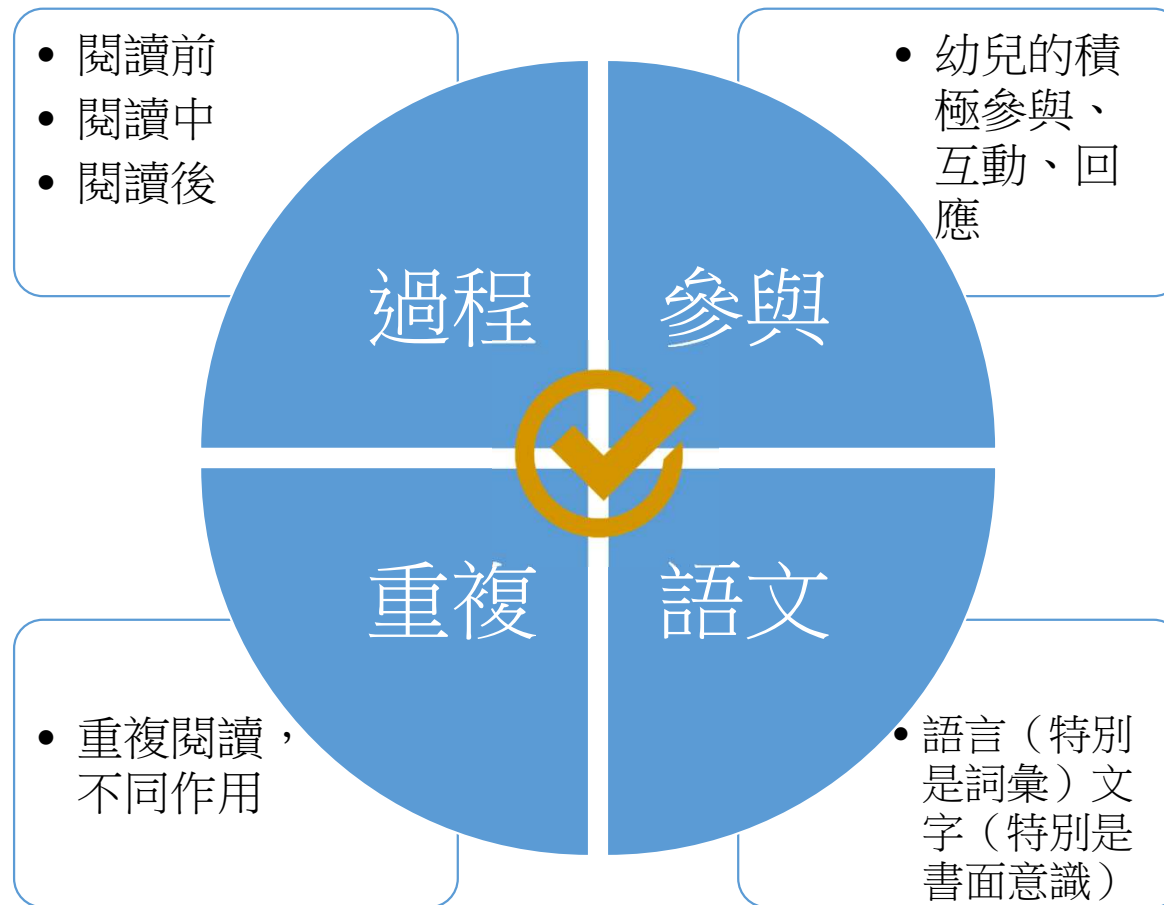 • 閱讀前
• 閱讀中
• 閱讀後
• 幼兒的積
極參與、
互動、回
應
過程
參與
重複
語文
• 重複閱讀，
不同作用
• 語言（特別
是詞彙）文
字（特別是
書面意識）